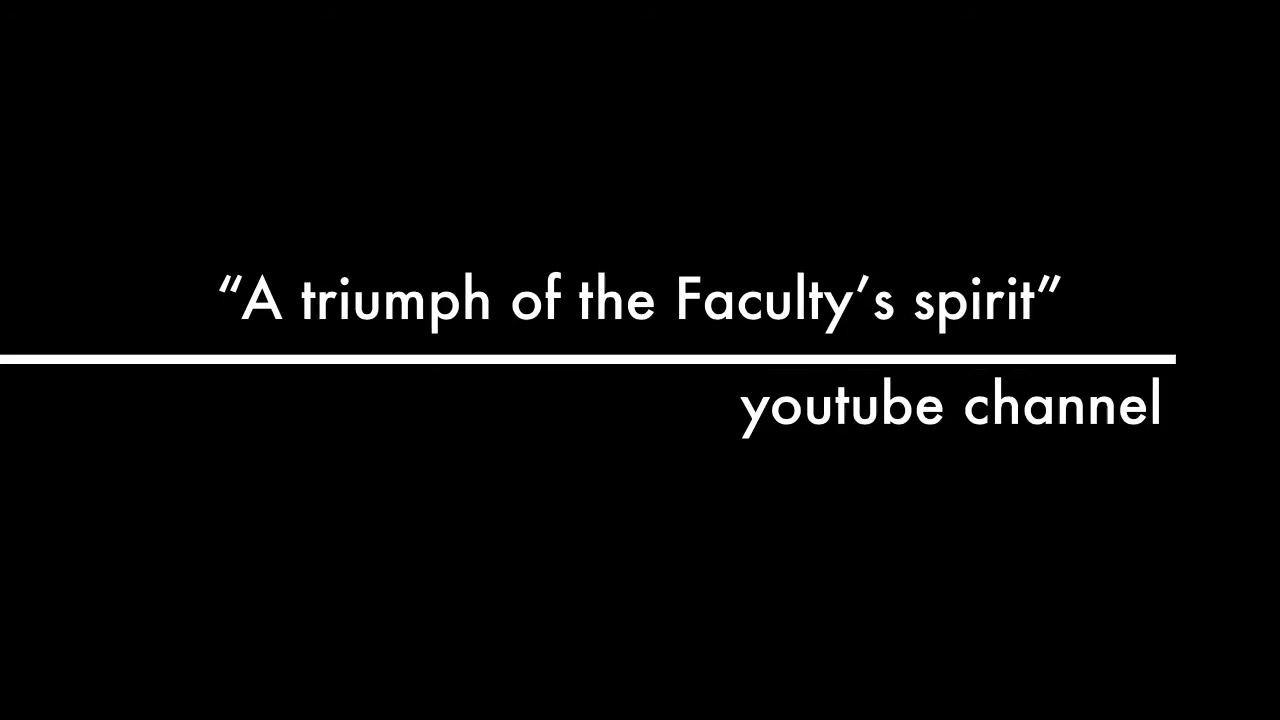 “A triumph of the Faculty’s spirit”
youtube channel